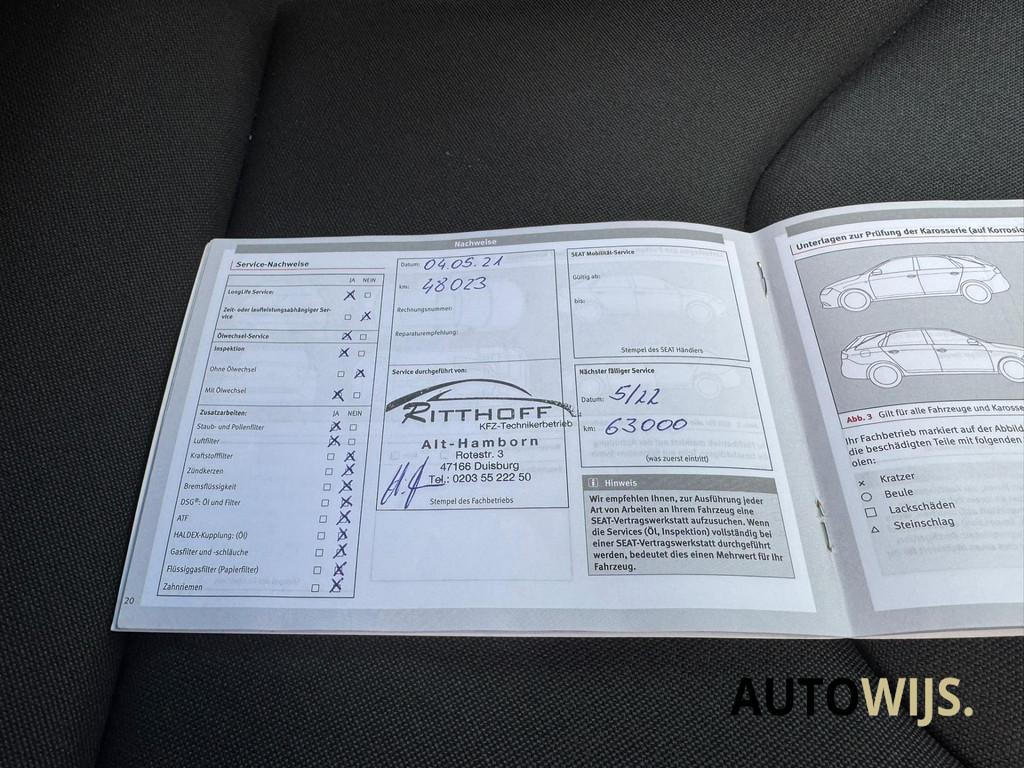 Nachweise
Service-Nachweise
JA NEIN
LongLife Service:
Zeit- oder laufleistungsabhängiger Ser-
vice
Ölwechsel-Service
Inspektion
Ohne Ölwechsel
Mit Ölwechsel
Zusatzarbeiten: JA NEIN
Staub- und Pollenfilter
Luftfilter
Kraftstofffilter
Zündkerzen
Bremsflüssigkeit
DSG®: Öl und Filter
ATF
HALDEX-Kupplung: (Öl)
Gasfilter und -schläuche
Flüssiggasfilter (Papierfilter)
Zahnriemen
20
Datum: 04.05.21
km: 48023
Rechnungsnummer:
Reparaturempfehlung:
Service durchgeführt von:
RITTHOFF
KFZ-Technikerbetrieb
Alt-Hamborn
Rotestr. 3
47166 Duisburg
Tel.: 0203 55 222 50
Stempel des Fachbetriebs
SEAT Mobilität-Service
Gültig ab:
bis:
Stempel des SEAT Händlers
Nächster fälliger Service
Datum: 5/22
km: 63000
(was zuerst eintritt)
Hinweis
Wir empfehlen Ihnen, zur Ausführung jeder
Art von Arbeiten an Ihrem Fahrzeug eine
SEAT-Vertragswerkstatt aufzusuchen. Wenn
die Services (Öl, Inspektion) vollständig bei
einer SEAT-Vertragswerkstatt durchgeführt
werden, bedeutet dies einen Mehrwert für Ihr
Fahrzeug.
Unterlagen zur Prüfung der Karosserie (auf Korrosio
Abb. 3 Gilt für alle Fahrzeuge und Karosse
Ihr Fachbetrieb markiert auf der Abbild
die beschädigten Teile mit folgenden
olen:
Kratzer
Beule
Lackschäden
Steinschlag
AUTOWIJS.